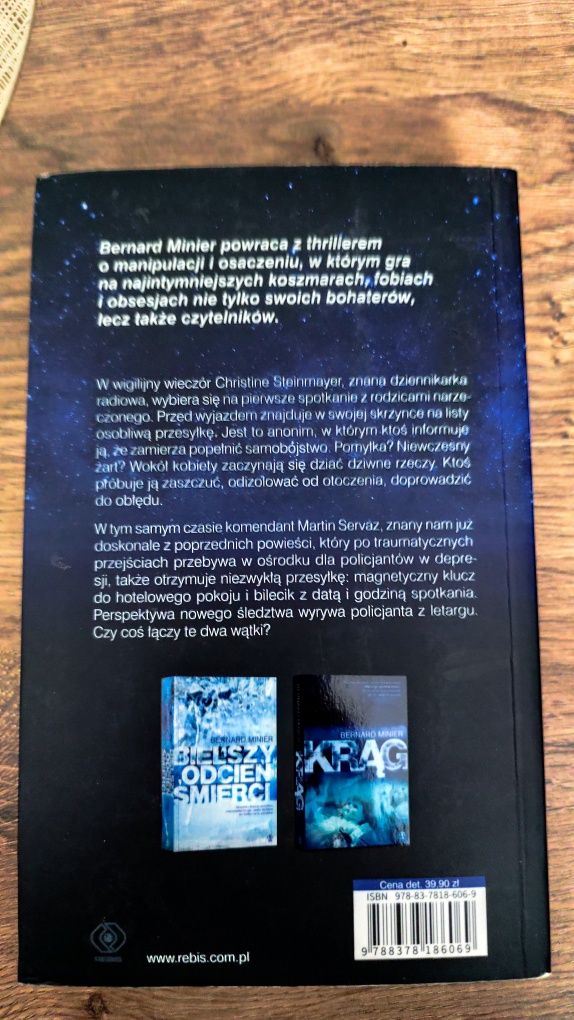 Bernard Minier powraca z thrillerem
o manipulacji i osaczeniu, w którym gra
na najintymniejszych koszmarach, fobiach
i obsesjach nie tylko swoich bohaterów,
lecz także czytelników.
W wigilijny wieczór Christine Steinmayer, znana dziennikarka
radiowa, wybiera się na pierwsze spotkanie z rodzicami narze-
czonego. Przed wyjazdem znajduje w swojej skrzynce na listy
osobliwą przesyłkę. Jest to anonim, w którym ktoś informuje
ją, że zamierza popełnić samobójstwo. Pomyłka? Niewczesny
żart? Wokół kobiety zaczynają się dziać dziwne rzeczy. Ktoś
próbuje ją zaszczuć, odizolować od otoczenia, doprowadzić
do obłędu.
W tym samym czasie komendant Martin Servaz, znany nam już
doskonale z poprzednich powieści, który po traumatycznych
przejściach przebywa w ośrodku dla policjantów w depre-
sji, także otrzymuje niezwykłą przesyłkę: magnetyczny klucz
do hotelowego pokoju i bilecik z datą i godziną spotkania.
Perspektywa nowego śledztwa wyrywa policjanta z letargu.
Czy coś łączy te dwa wątki?
BERNARD MINIER
BIELSZY
ODCIEŃ
ŚMIERCI
BERNARD MINIER
KRĄG
KRĄG
Cena det. 39,90 zł
ISBN 978-83-7818-606-9
9 788378 186069
REBIS
www.rebis.com.pl